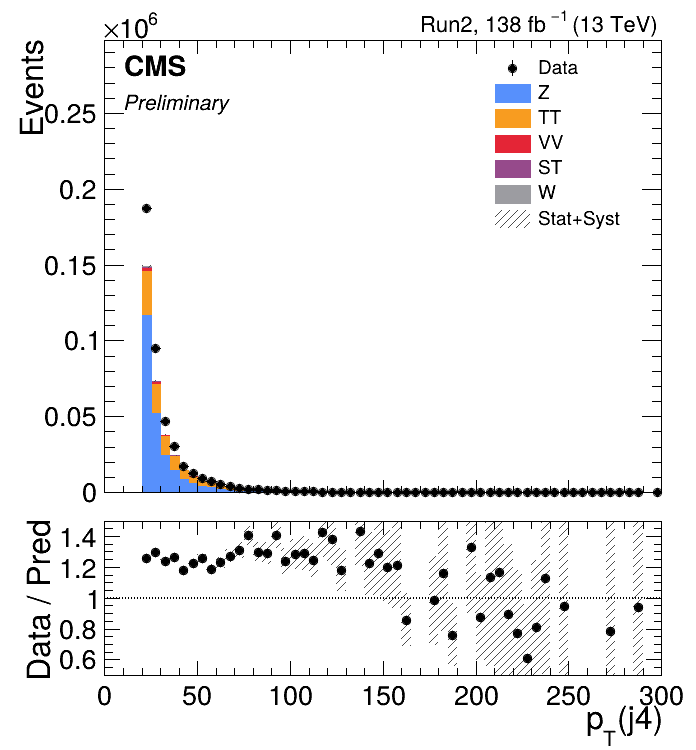 ×10⁶
Run2, 138 fb⁻¹ (13 TeV)
CMS
Preliminary
Events
0.25
0.2
0.15
0.1
0.05
0
Data
Z
TT
VV
ST
W
Stat+Syst
Data / Pred
1.4
1.2
1
0.8
0.6
0 50 100 150 200 250 300
p_T(j4)